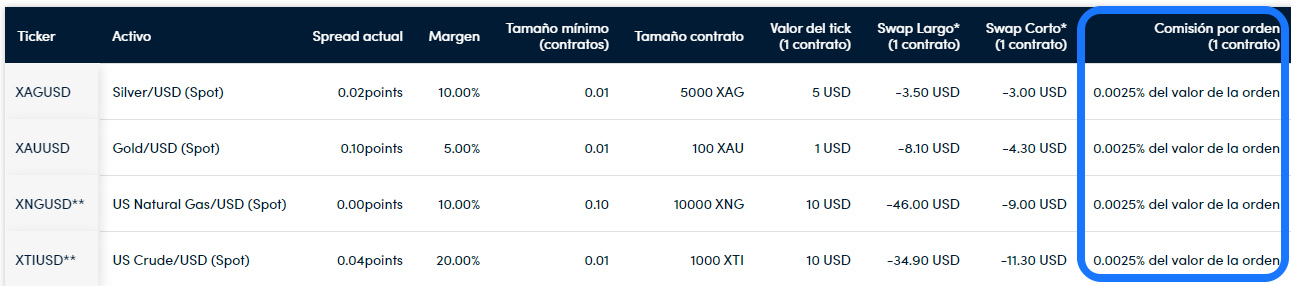 Ticker Activo Spread actual Margen Tamaño mínimo (contratos) Tamaño contrato Valor del tick (1 contrato) Swap Largo* (1 contrato) Swap Corto* (1 contrato) Comisión por orden (1 contrato)
XAGUSD Silver/USD (Spot) 0.02points 10.00% 0.01 5000 XAG 5 USD -3.50 USD -3.00 USD 0.0025% del valor de la orden
XAUUSD Gold/USD (Spot) 0.10points 5.00% 0.01 100 XAU 1 USD -8.10 USD -4.30 USD 0.0025% del valor de la orden
XNGUSD** US Natural Gas/USD (Spot) 0.00points 10.00% 0.10 10000 XNG 10 USD -46.00 USD -9.00 USD 0.0025% del valor de la orden
XTIUSD** US Crude/USD (Spot) 0.04points 20.00% 0.01 1000 XTI 10 USD -34.90 USD -11.30 USD 0.0025% del valor de la orden